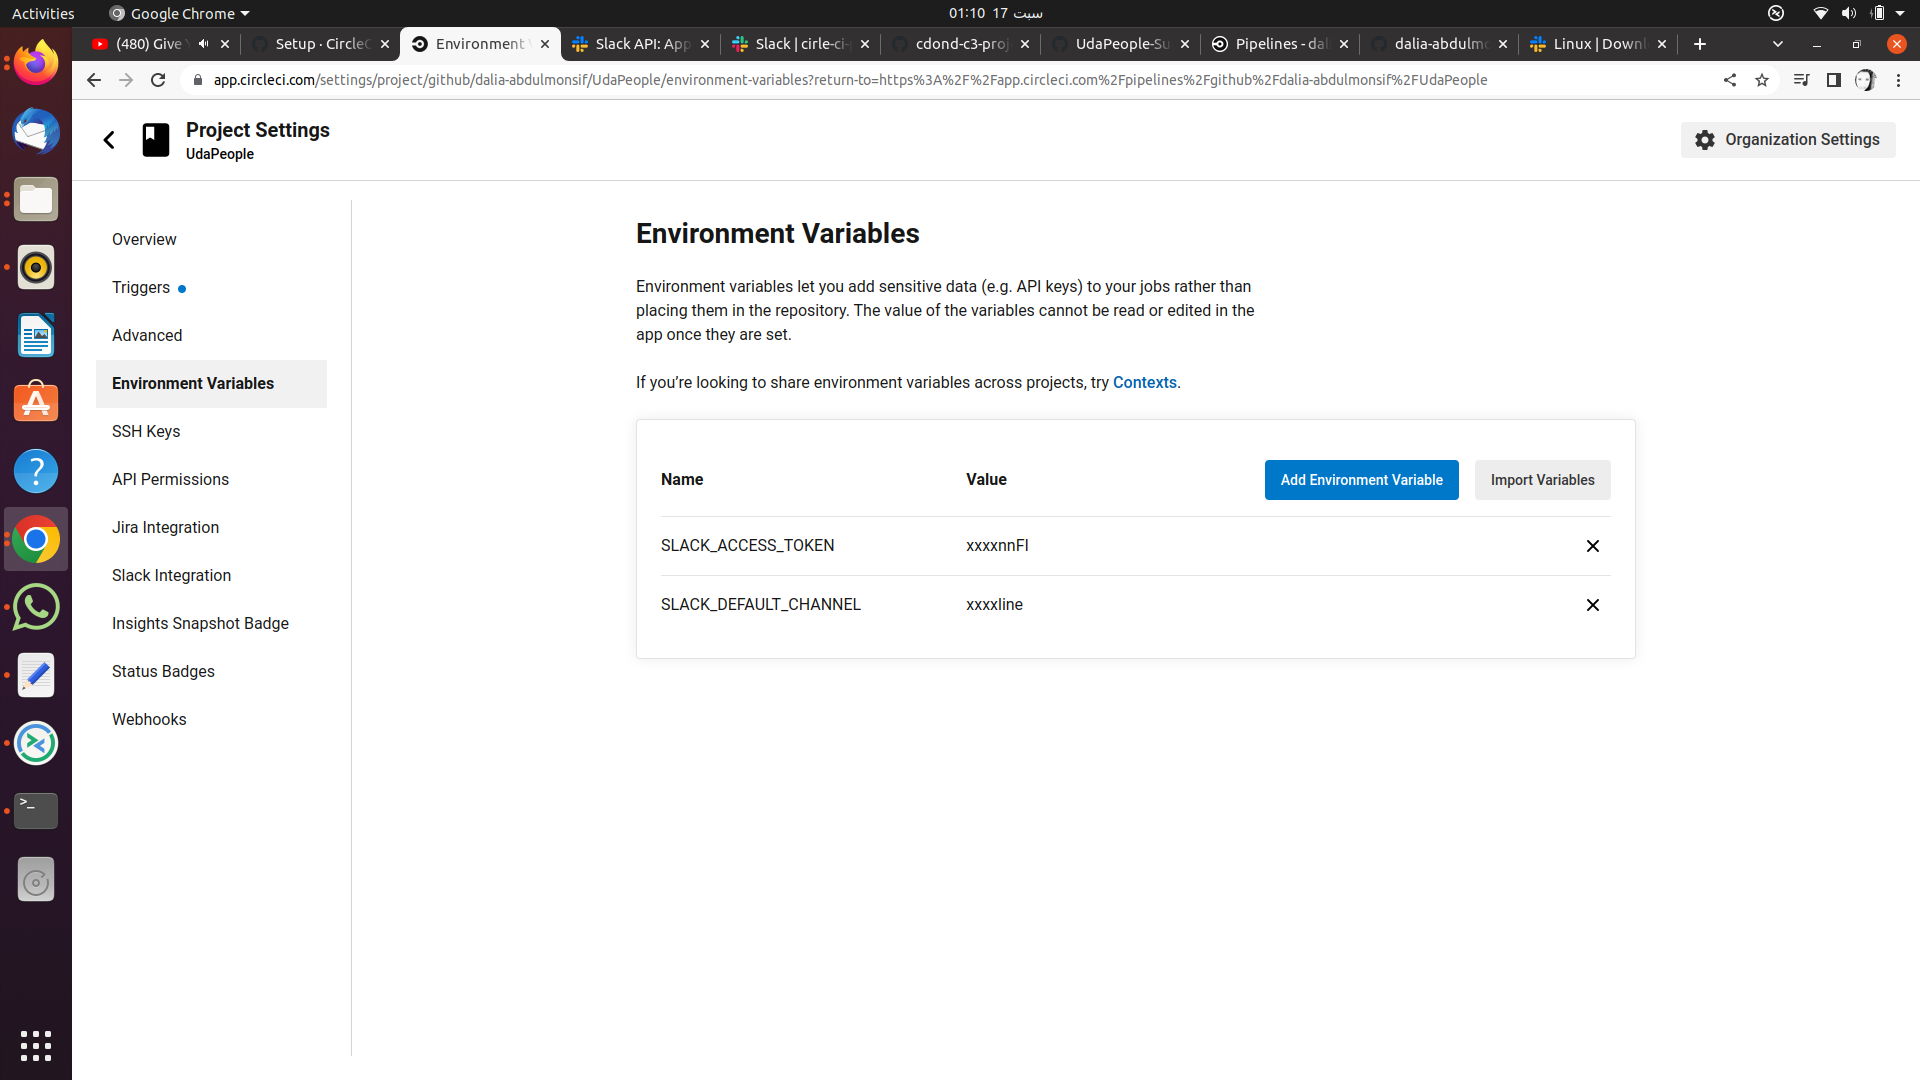 Activities
Google Chrome
01:10 17 سبت
(480) Give
Setup · CircleC
Environment V
Slack API: App
Slack | cirle-ci-
cdond-c3-proj
UdaPeople-Su
Pipelines - dal
dalia-abdulmo
Linux | Downl
app.circleci.com/settings/project/github/dalia-abdulmonsif/UdaPeople/environment-variables?return-to=https%3A%2F%2Fapp.circleci.com%2Fpipelines%2Fgithub%2Fdalia-abdulmonsif%2FUdaPeople
Project Settings
UdaPeople
Organization Settings
Overview
Triggers
Advanced
Environment Variables
SSH Keys
API Permissions
Jira Integration
Slack Integration
Insights Snapshot Badge
Status Badges
Webhooks
Environment Variables
Environment variables let you add sensitive data (e.g. API keys) to your jobs rather than
placing them in the repository. The value of the variables cannot be read or edited in the
app once they are set.
If you’re looking to share environment variables across projects, try Contexts.
Name
Value
Add Environment Variable
Import Variables
SLACK_ACCESS_TOKEN
xxxxnnFI
SLACK_DEFAULT_CHANNEL
xxxxline